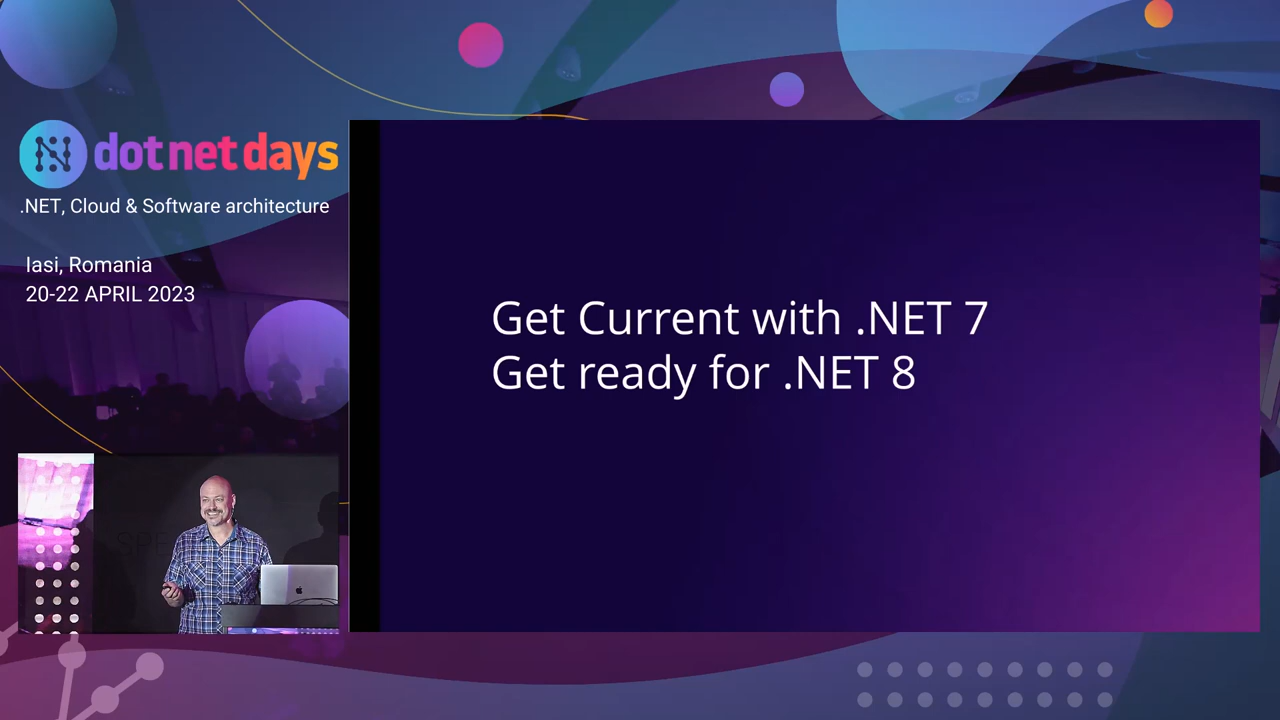 dotnetdays
.NET, Cloud & Software architecture
Iasi, Romania
20-22 APRIL 2023
Get Current with .NET 7
Get ready for .NET 8